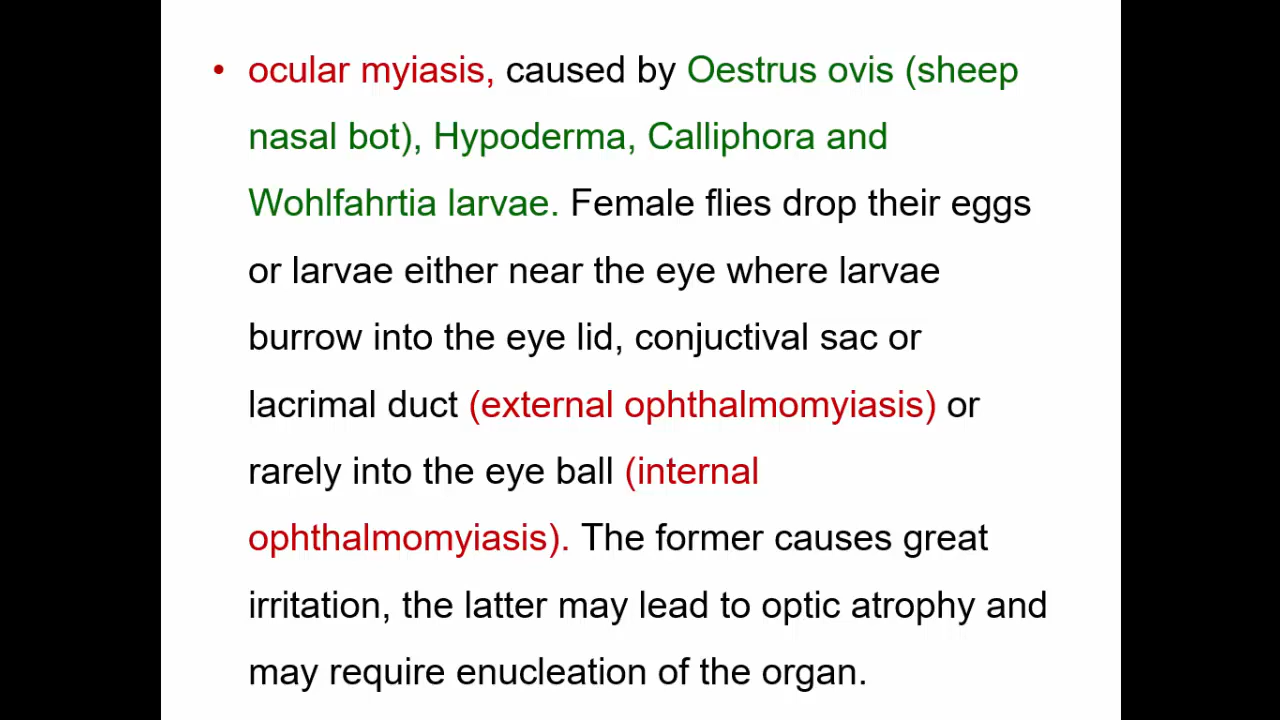 • ocular myiasis, caused by Oestrus ovis (sheep
nasal bot), Hypoderma, Calliphora and
Wohlfahrtia larvae. Female flies drop their eggs
or larvae either near the eye where larvae
burrow into the eye lid, conjuctival sac or
lacrimal duct (external ophthalmomyiasis) or
rarely into the eye ball (internal
ophthalmomyiasis). The former causes great
irritation, the latter may lead to optic atrophy and
may require enucleation of the organ.